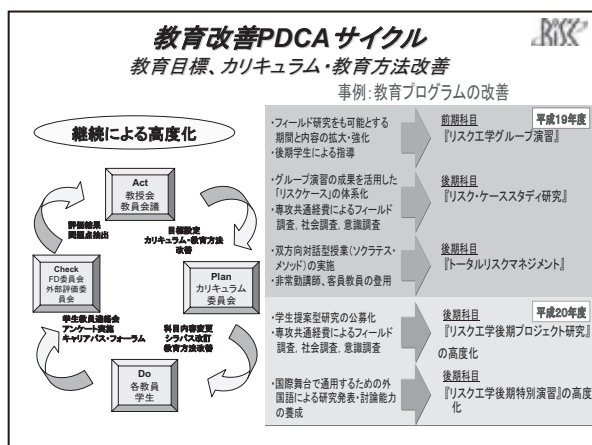 教育改善PDCAサイクル
RiSK
教育目標、カリキュラム・教育方法改善
事例:教育プログラムの改善
継続による高度化
Act
教授会
教員会議
評価結果
問題点抽出
目標設定
カリキュラム・教育方法
改善
Check
FD委員会
外部評価委
員会
Plan
カリキュラム
委員会
学生教員連絡会
アンケート実施
キャリアパス・フォーラム
科目内容変更
シラバス改訂
教育方法改善
Do
各教員
学生
・フィールド研究をも可能とする
期間と内容の拡大・強化
・後期学生による指導
平成19年度
前期科目
『リスク工学グループ演習』
・グループ演習の成果を活用した
「リスクケース」の体系化
・専攻共通経費によるフィールド
調査, 社会調査, 意識調査
後期科目
『リスク・ケーススタディ研究』
・双方向対話型授業（ソクラテス・
メソッド）の実施
・非常勤講師、客員教員の登用
後期科目
『トータルリスクマネジメント』
・学生提案型研究の公募化
・専攻共通経費によるフィールド
調査, 社会調査, 意識調査
平成20年度
後期科目
『リスク工学後期プロジェクト研究』
の高度化
・国際舞台で通用するための外
国語による研究発表・討論能力
の養成
後期科目
『リスク工学後期特別演習』の高度
化